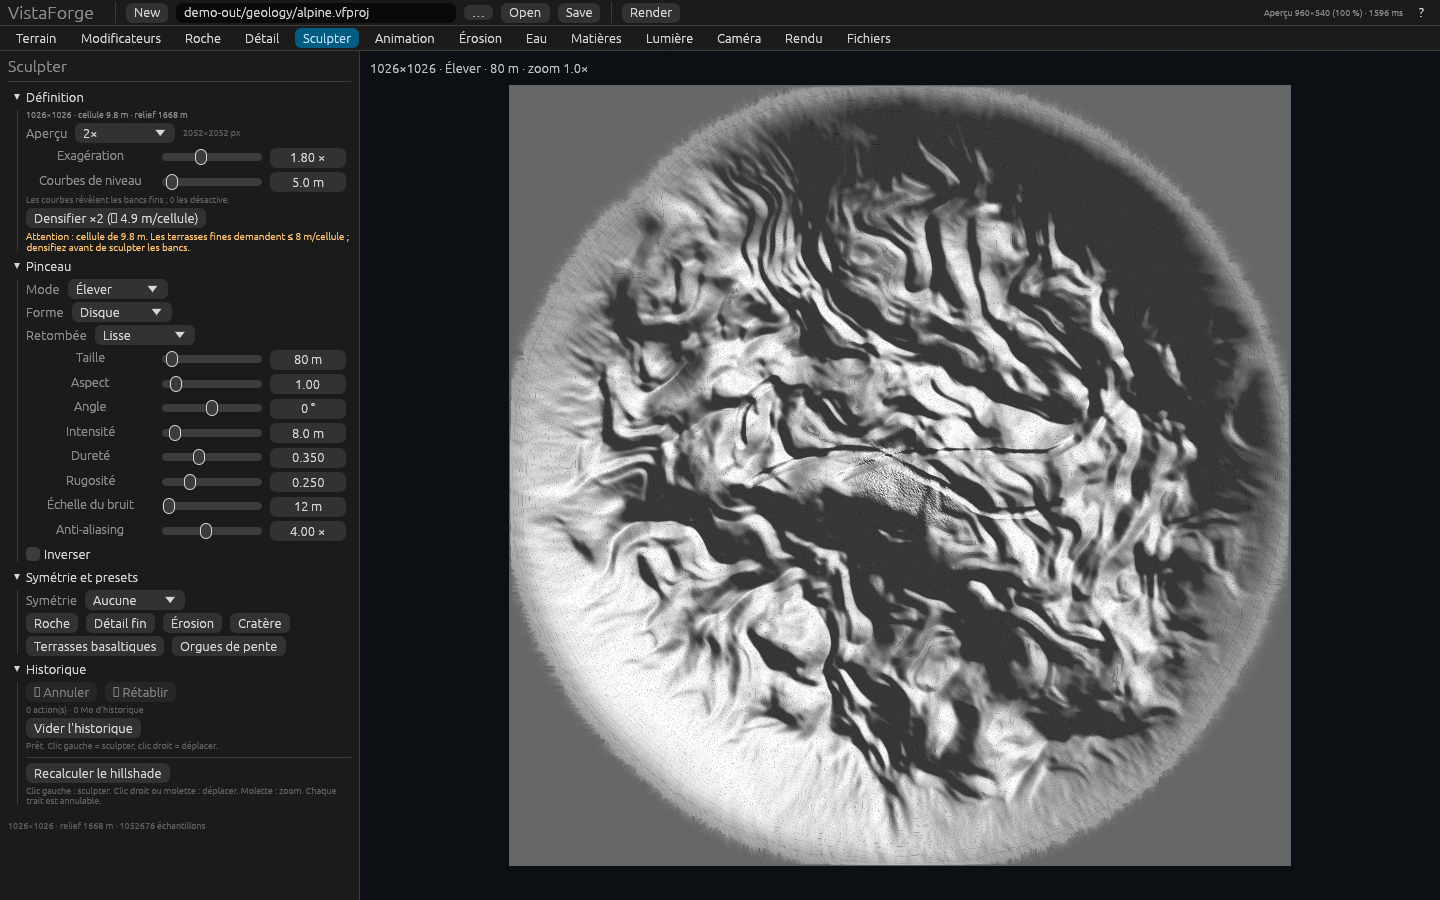 VistaForge New demo-out/geology/alpine.vfproj ... Open Save Render Aperçu 960×540 (100 %) · 1596 ms ?
Terrain Modificateurs Roche Détail Sculpter Animation Érosion Eau Matières Lumière Caméra Rendu Fichiers
Sculpter
1026×1026 · Élever · 80 m · zoom 1.0×
Définition
1026×1026 · cellule 9.8 m · relief 1668 m
Aperçu 2× 2052×2052 px
Exagération 1.80 ×
Courbes de niveau 5.0 m
Les courbes révèlent les bancs fins ; 0 les désactive.
Densifier ×2 (▯ 4.9 m/cellule)
Attention : cellule de 9.8 m. Les terrasses fines demandent ≤ 8 m/cellule ;
densifiez avant de sculpter les bancs.
Pinceau
Mode Élever
Forme Disque
Retombée Lisse
Taille 80 m
Aspect 1.00
Angle 0°
Intensité 8.0 m
Dureté 0.350
Rugosité 0.250
Échelle du bruit 12 m
Anti-aliasing 4.00 ×
Inverser
Symétrie et presets
Symétrie Aucune
Roche Détail fin Érosion Cratère
Terrasses basaltiques Orgues de pente
Historique
▯ Annuler ▯ Rétablir
0 action(s) · 0 Mo d'historique
Vider l'historique
Prêt. Clic gauche = sculpter, clic droit = déplacer.
Recalculer le hillshade
Clic gauche : sculpter. Clic droit ou molette : déplacer. Molette : zoom. Chaque
trait est annulable.
1026×1026 · relief 1668 m · 1052676 échantillons